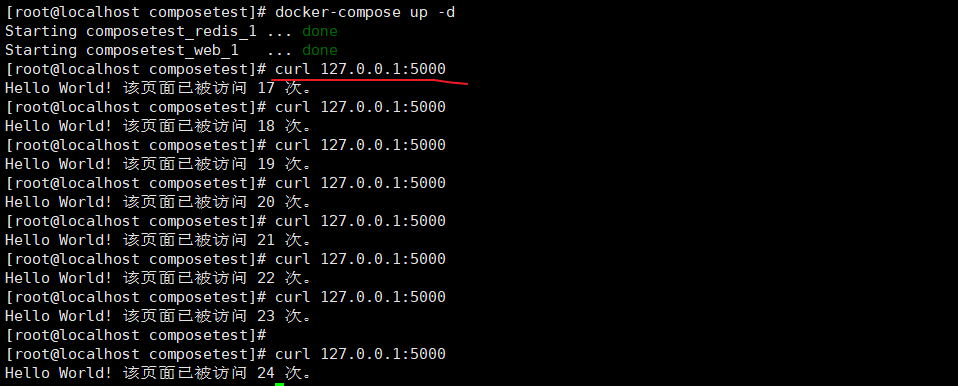 [root@localhost composetest]# docker-compose up -d
Starting composetest_redis_1 ... done
Starting composetest_web_1   ... done
[root@localhost composetest]# curl 127.0.0.1:5000
Hello World! 该页面已被访问 17 次。
[root@localhost composetest]# curl 127.0.0.1:5000
Hello World! 该页面已被访问 18 次。
[root@localhost composetest]# curl 127.0.0.1:5000
Hello World! 该页面已被访问 19 次。
[root@localhost composetest]# curl 127.0.0.1:5000
Hello World! 该页面已被访问 20 次。
[root@localhost composetest]# curl 127.0.0.1:5000
Hello World! 该页面已被访问 21 次。
[root@localhost composetest]# curl 127.0.0.1:5000
Hello World! 该页面已被访问 22 次。
[root@localhost composetest]# curl 127.0.0.1:5000
Hello World! 该页面已被访问 23 次。
[root@localhost composetest]#
[root@localhost composetest]# curl 127.0.0.1:5000
Hello World! 该页面已被访问 24 次。